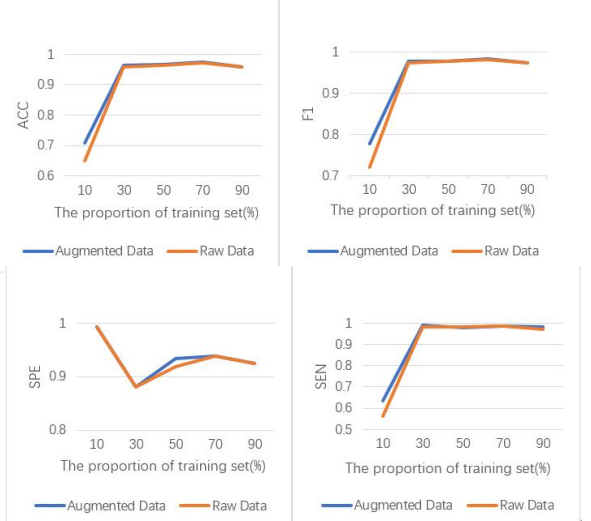 1
0.9
0.8
0.7
0.6
ACC
10 30 50 70 90
The proportion of training set(%)
Augmented Data Raw Data
1
0.9
0.8
0.7
F1
10 30 50 70 90
The proportion of training set(%)
Augmented Data Raw Data
1
0.9
0.8
SPE
10 30 50 70 90
The proportion of training set(%)
Augmented Data Raw Data
1
0.9
0.8
0.7
0.6
0.5
SEN
10 30 50 70 90
The proportion of training set(%)
Augmented Data Raw Data